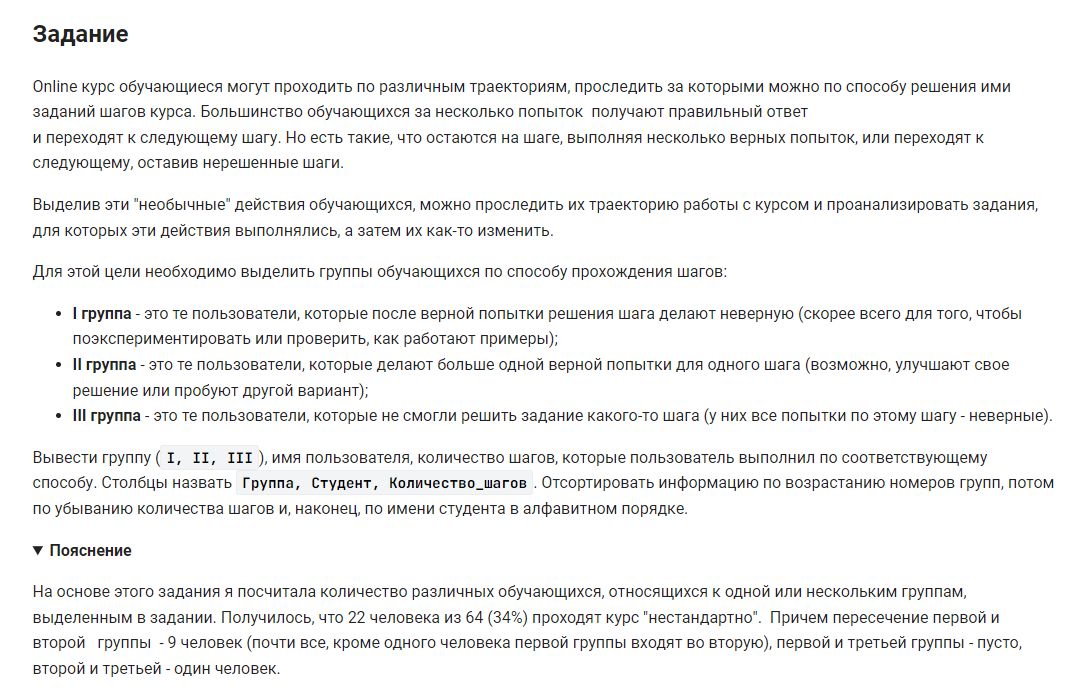 Задание
Online курс обучающиеся могут проходить по различным траекториям, проследить за которыми можно по способу решения ими
заданий шагов курса. Большинство обучающихся за несколько попыток  получают правильный ответ
и переходят к следующему шагу. Но есть такие, что остаются на шаге, выполняя несколько верных попыток, или переходят к
следующему, оставив нерешенные шаги.
Выделив эти "необычные" действия обучающихся, можно проследить их траекторию работы с курсом и проанализировать задания,
для которых эти действия выполнялись, а затем их как-то изменить.
Для этой цели необходимо выделить группы обучающихся по способу прохождения шагов:
• I группа - это те пользователи, которые после верной попытки решения шага делают неверную (скорее всего для того, чтобы
поэкспериментировать или проверить, как работают примеры);
• II группа - это те пользователи, которые делают больше одной верной попытки для одного шага (возможно, улучшают свое
решение или пробуют другой вариант);
• III группа - это те пользователи, которые не смогли решить задание какого-то шага (у них все попытки по этому шагу - неверные).
Вывести группу (I, II, III), имя пользователя, количество шагов, которые пользователь выполнил по соответствующему
способу. Столбцы назвать Группа, Студент, Количество_шагов. Отсортировать информацию по возрастанию номеров групп, потом
по убыванию количества шагов и, наконец, по имени студента в алфавитном порядке.
▼ Пояснение
На основе этого задания я посчитала количество различных обучающихся, относящихся к одной или нескольким группам,
выделенным в задании. Получилось, что 22 человека из 64 (34%) проходят курс "нестандартно".  Причем пересечение первой и
второй   группы  - 9 человек (почти все, кроме одного человека первой группы входят во вторую), первой и третьей группы - пусто,
второй и третьей - один человек.